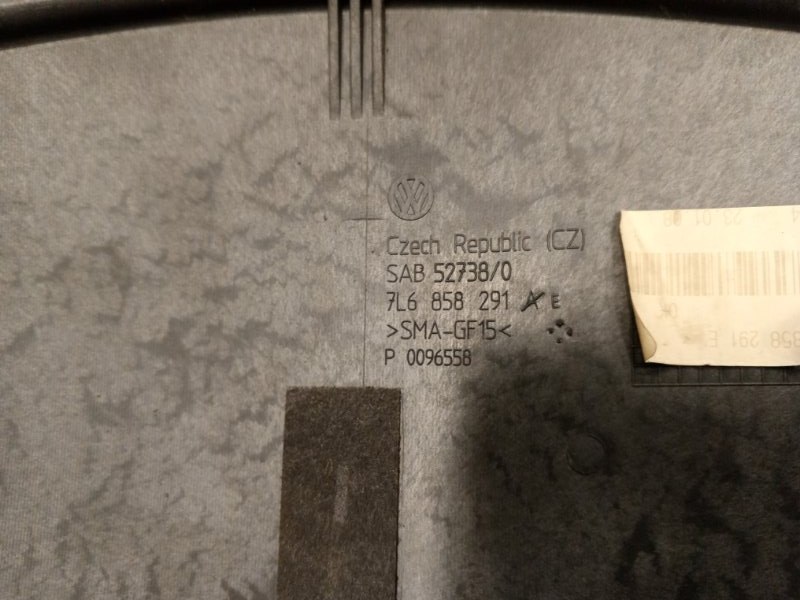 Czech Republic (CZ)
SAB 52738/0
7L6 858 291 A E
>SMA-GF15<
P 0096558
858 291 E